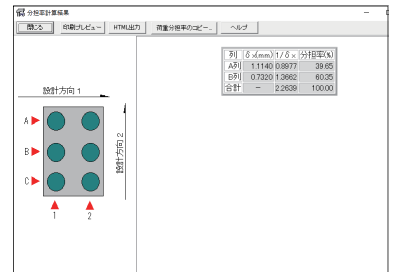 分担率計算結果
閉じる 印刷プレビュー HTML出力 荷重分担率のコピー... ヘルプ
列 δx(mm) 1/δx 分担率(%)
A列 1.1140 0.8977 39.65
B列 0.7320 1.3662 60.35
合計 － 2.2639 100.00
設計方向1
A
B
C
設計方向2
1 2